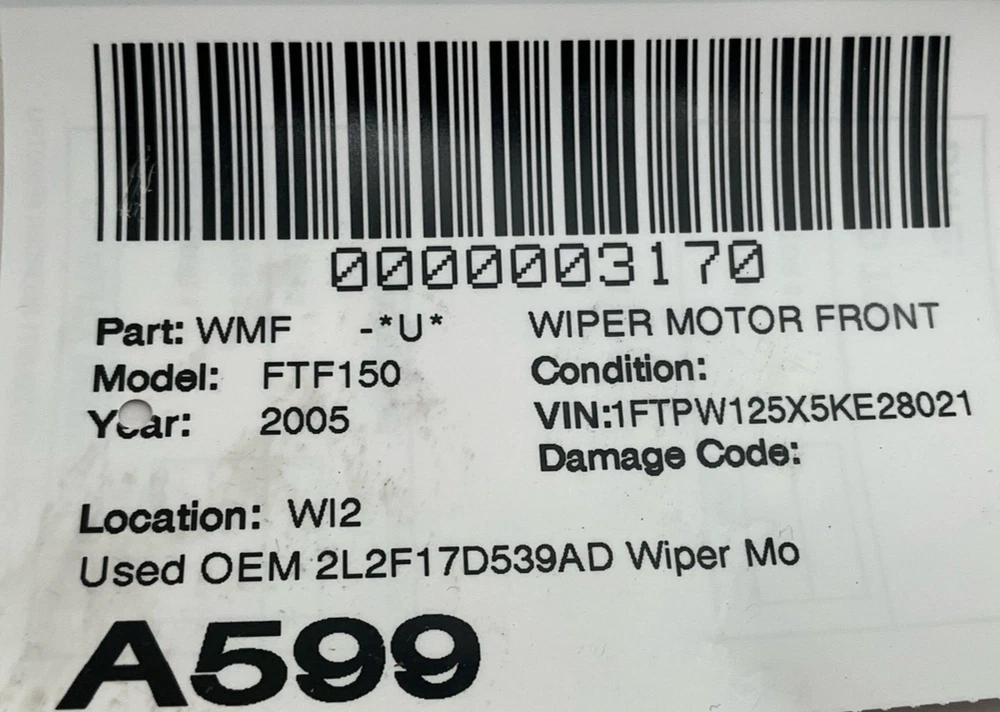 0000003170
Part: WMF -*U* WIPER MOTOR FRONT
Model: FTF150 Condition:
Year: 2005 VIN:1FTPW125X5KE28021
Damage Code:
Location: WI2
Used OEM 2L2F17D539AD Wiper Mo
A599